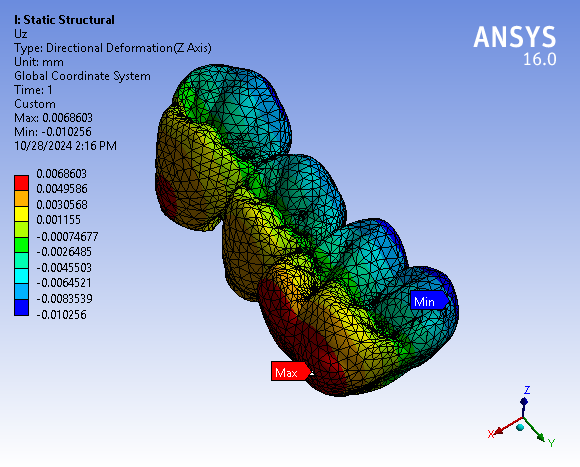 I: Static Structural
Uz
Type: Directional Deformation(Z Axis)
Unit: mm
Global Coordinate System
Time: 1
Custom
Max: 0.0068603
Min: -0.010256
10/28/2024 2:16 PM
ANSYS
16.0
0.0068603
0.0049586
0.0030568
0.001155
-0.00074677
-0.0026485
-0.0045503
-0.0064521
-0.0083539
-0.010256
Min
Max
Z
X
Y